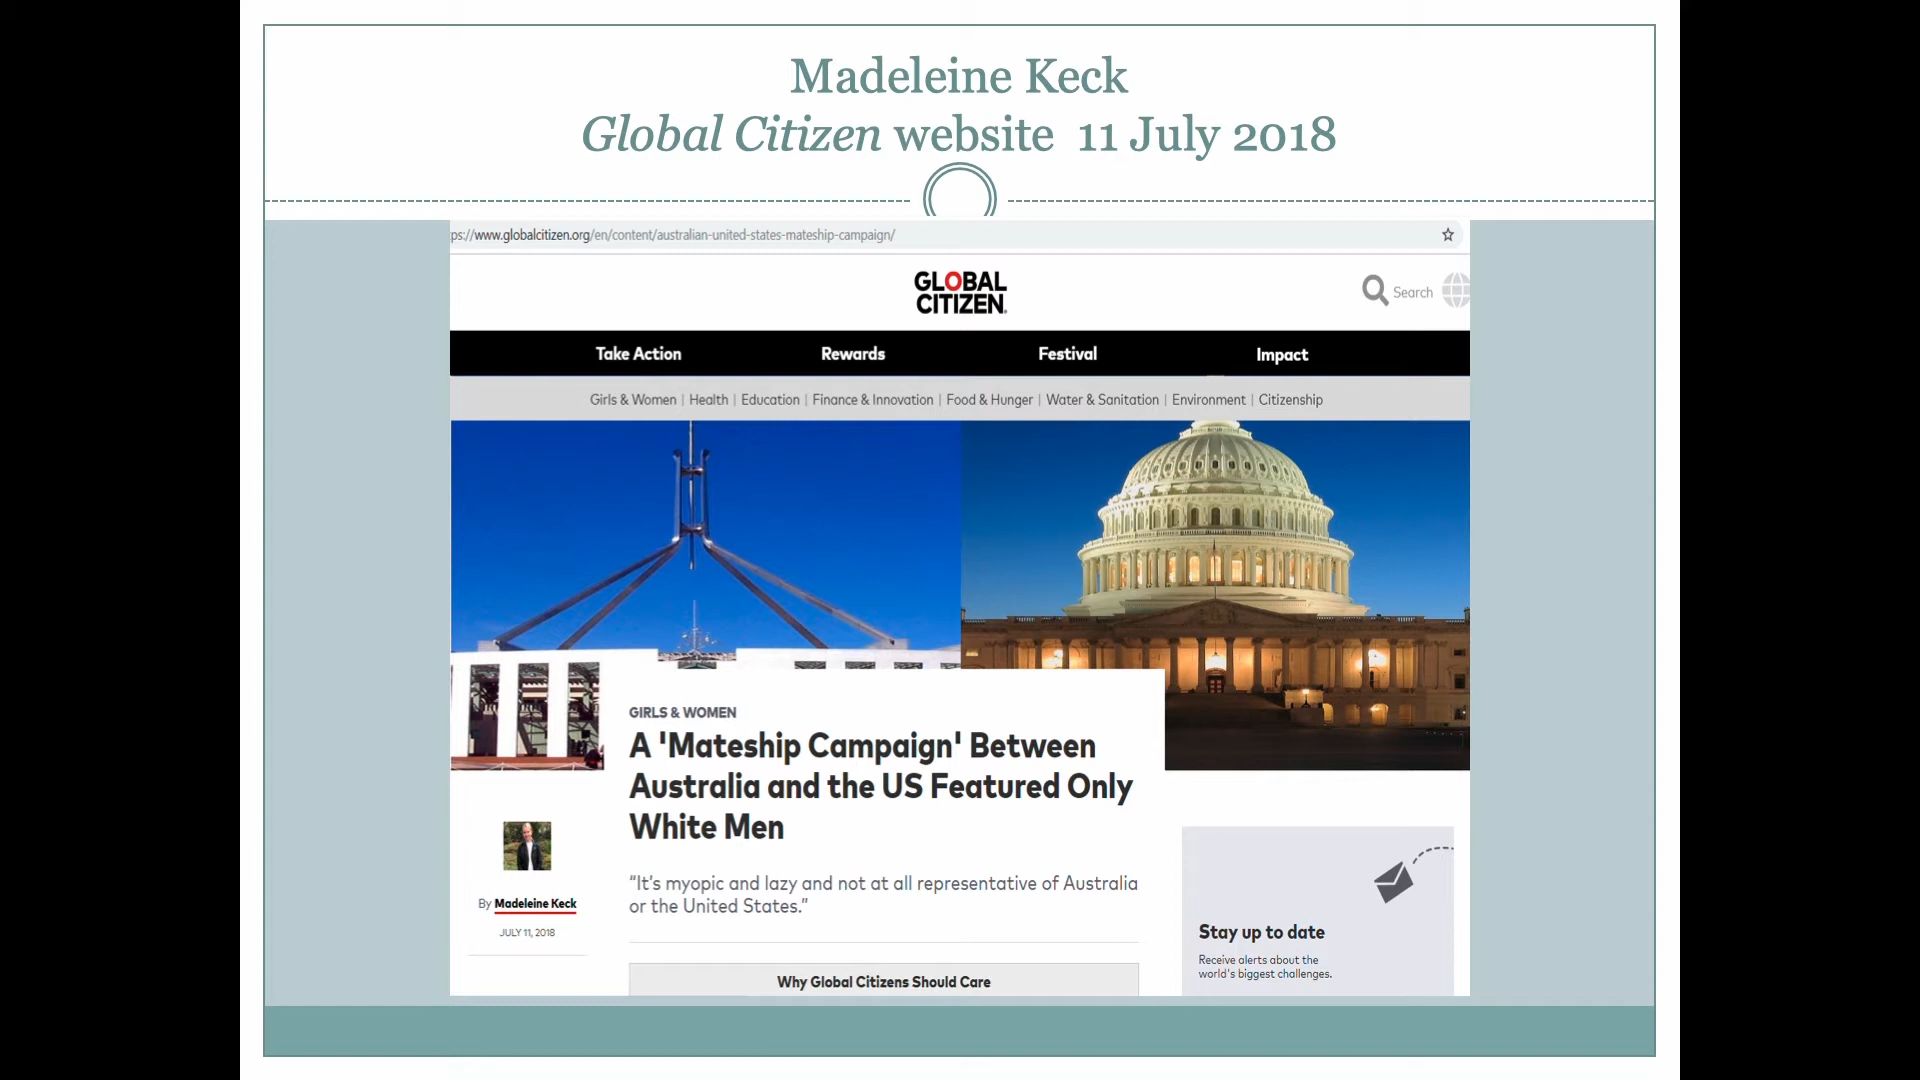 Madeleine Keck
Global Citizen website 11 July 2018
ps://www.globalcitizen.org/en/content/australian-united-states-mateship-campaign/
GLOBAL
CITIZEN.
Search
Take Action Rewards Festival Impact
Girls & Women | Health | Education | Finance & Innovation | Food & Hunger | Water & Sanitation | Environment | Citizenship
GIRLS & WOMEN
A 'Mateship Campaign' Between
Australia and the US Featured Only
White Men
"It's myopic and lazy and not at all representative of Australia
or the United States."
By Madeleine Keck
JULY 11, 2018
Why Global Citizens Should Care
Stay up to date
Receive alerts about the
world's biggest challenges.